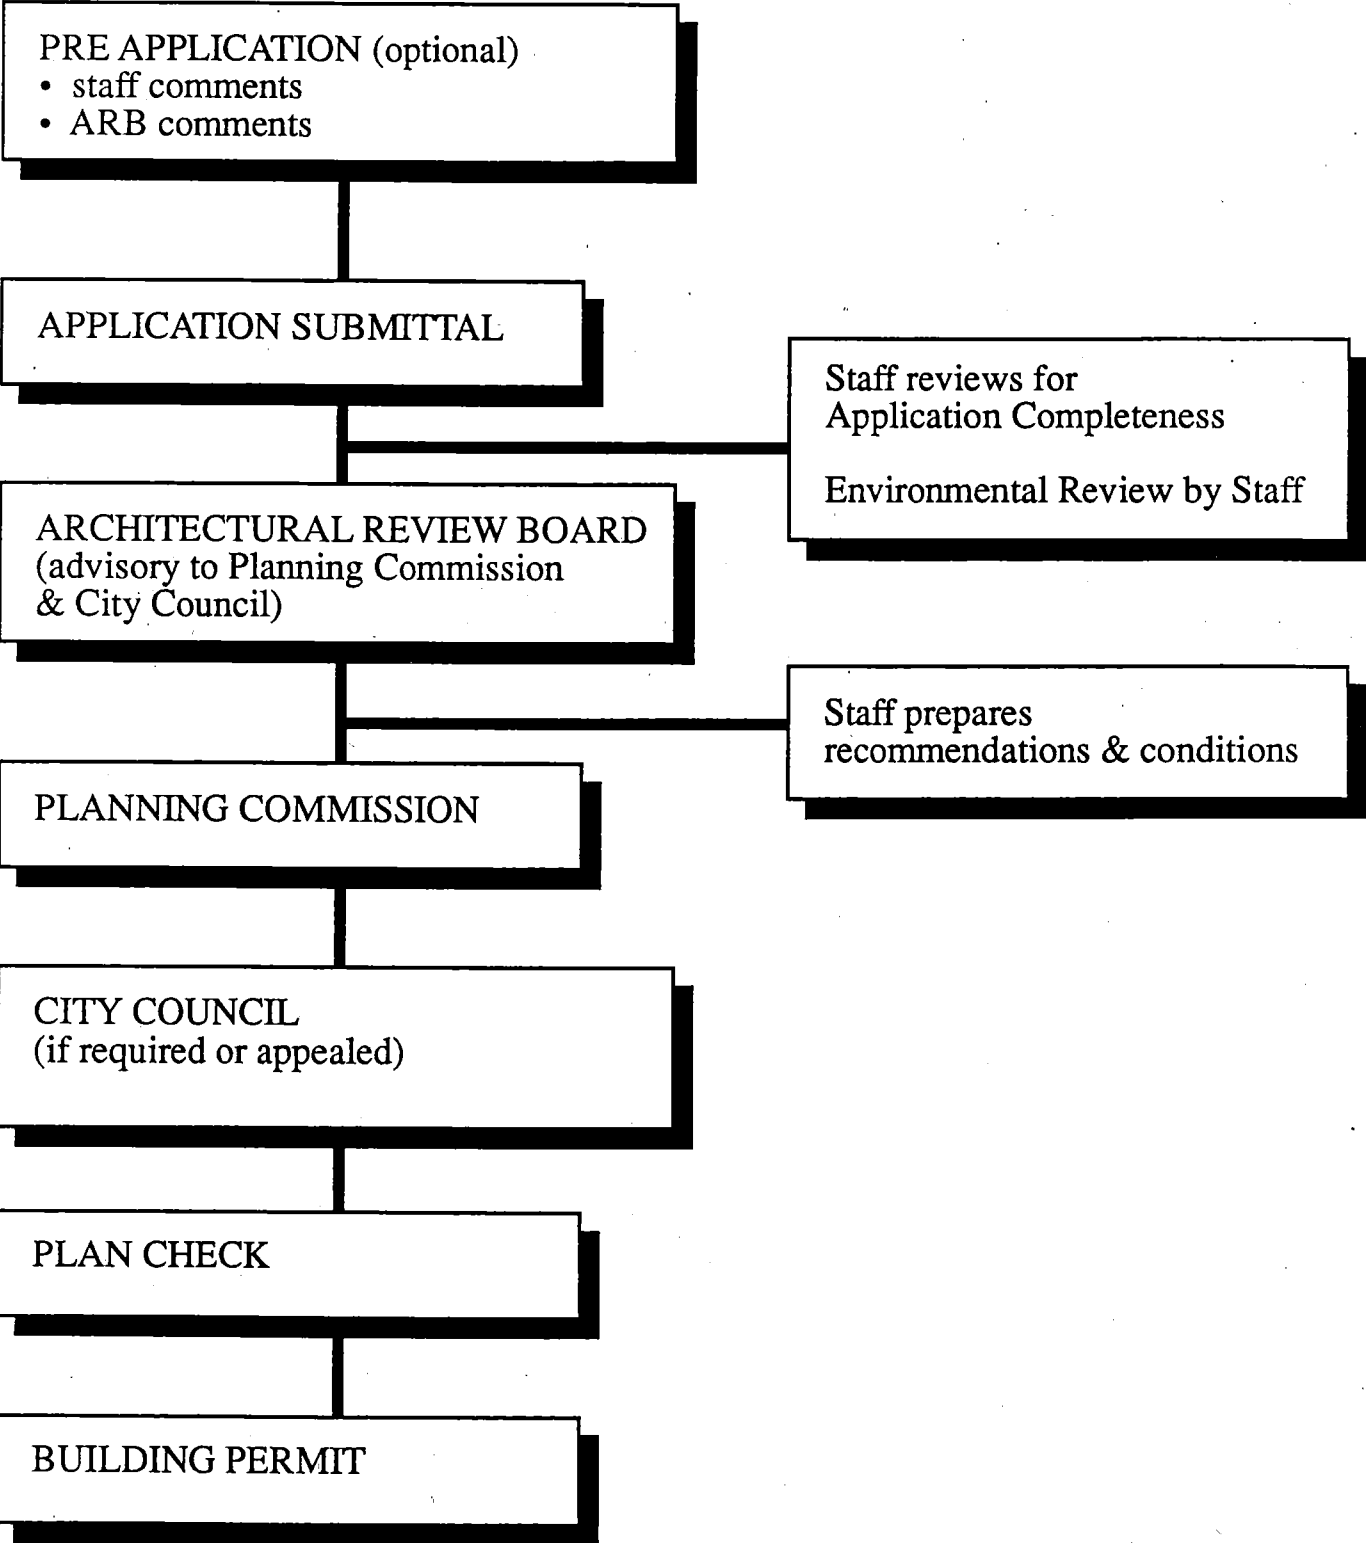 PRE APPLICATION (optional)
• staff comments
• ARB comments
APPLICATION SUBMITTAL
Staff reviews for
Application Completeness
Environmental Review by Staff
ARCHITECTURAL REVIEW BOARD
(advisory to Planning Commission
& City Council)
Staff prepares
recommendations & conditions
PLANNING COMMISSION
CITY COUNCIL
(if required or appealed)
PLAN CHECK
BUILDING PERMIT